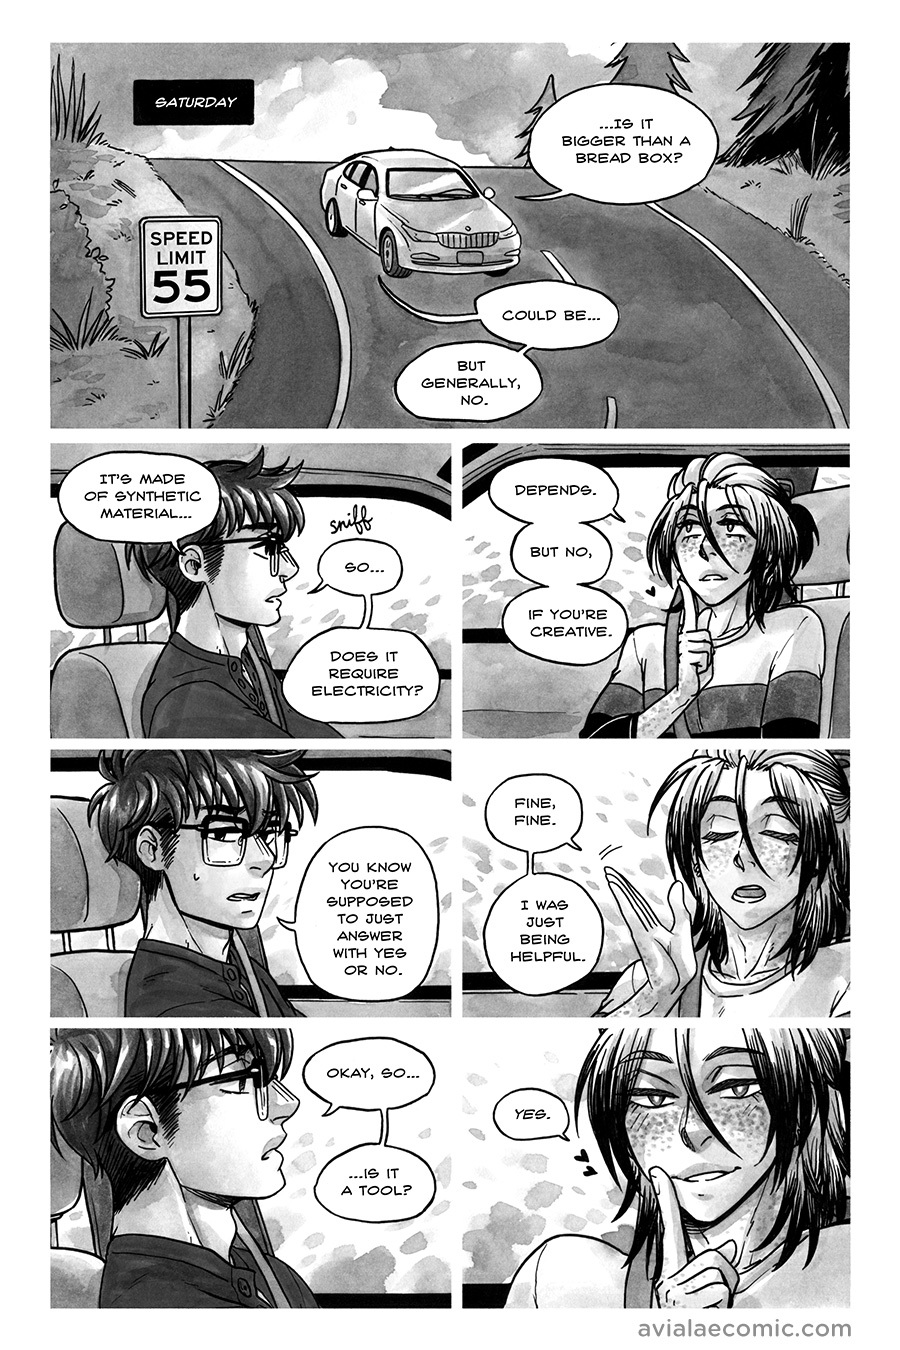 SATURDAY
...IS IT
BIGGER THAN A
BREAD BOX?
SPEED
LIMIT
55
COULD BE...
BUT
GENERALLY,
NO.
IT'S MADE
OF SYNTHETIC
MATERIAL...
sniff
SO...
DOES IT
REQUIRE
ELECTRICITY?
DEPENDS.
BUT NO,
IF YOU'RE
CREATIVE.
YOU KNOW
YOU'RE
SUPPOSED
TO JUST
ANSWER
WITH YES
OR NO.
FINE,
FINE.
I WAS
JUST
BEING
HELPFUL.
OKAY, SO...
...IS IT
A TOOL?
YES.
avialaecomic.com